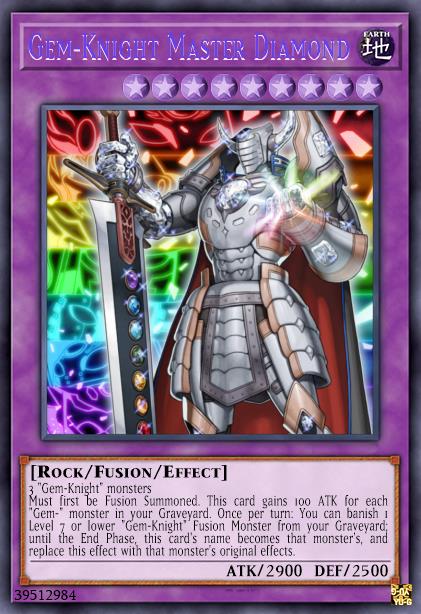 Gem-Knight Master Diamond
EARTH
地
[Rock/Fusion/Effect]
3 "Gem-Knight" monsters
Must first be Fusion Summoned. This card gains 100 ATK for each
"Gem-" monster in your Graveyard. Once per turn: You can banish 1
Level 7 or lower "Gem-Knight" Fusion Monster from your Graveyard;
until the End Phase, this card's name becomes that monster's, and
replace this effect with that monster's original effects.
ATK/2900 DEF/2500
39512984